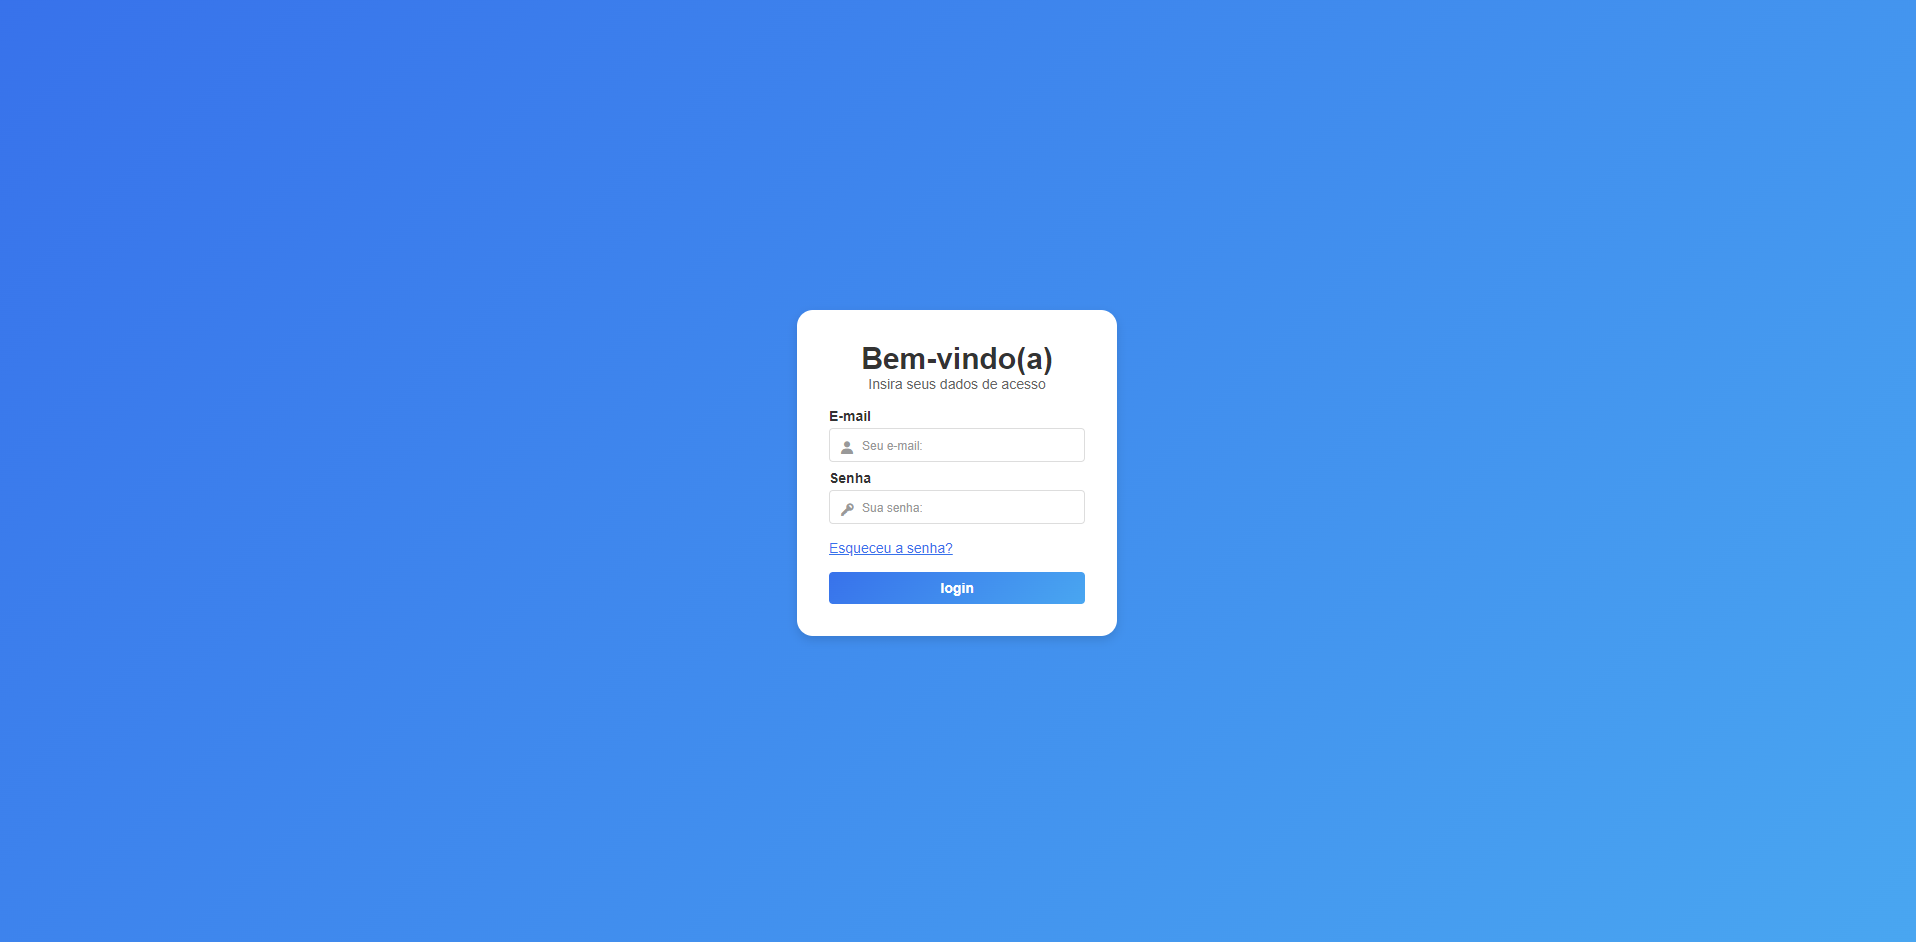 Bem-vindo(a)
Insira seus dados de acesso
E-mail
Seu e-mail:
Senha
Sua senha:
Esqueceu a senha?
login